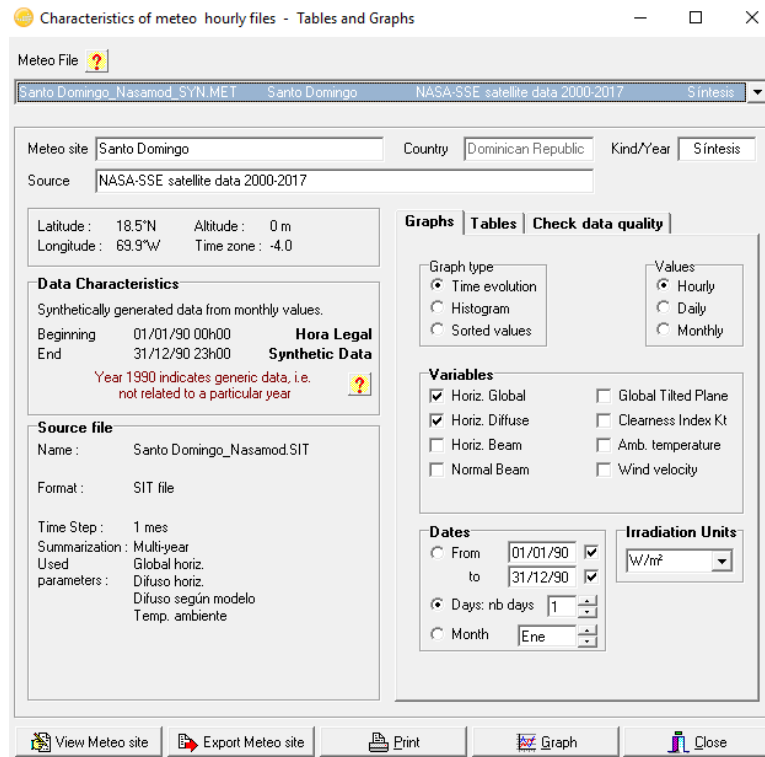 Characteristics of meteo hourly files - Tables and Graphs
Meteo File ?
Santo Domingo_Nasamod_SYN.MET Santo Domingo NASA-SSE satellite data 2000-2017 Síntesis
Meteo site Santo Domingo Country Dominican Republic Kind/Year Síntesis
Source NASA-SSE satellite data 2000-2017
Latitude : 18.5°N Altitude : 0 m
Longitude : 69.9°W Time zone : -4.0
Data Characteristics
Synthetically generated data from monthly values.
Beginning 01/01/90 00h00 Hora Legal
End 31/12/90 23h00 Synthetic Data
Year 1990 indicates generic data, i.e.
not related to a particular year ?
Source file
Name : Santo Domingo_Nasamod.SIT
Format : SIT file
Time Step : 1 mes
Summarization : Multi-year
Used Global horiz.
parameters : Difuso horiz.
Difuso según modelo
Temp. ambiente
Graphs Tables Check data quality
Graph type
Time evolution
Histogram
Sorted values
Values
Hourly
Daily
Monthly
Variables
Horiz. Global Global Tilted Plane
Horiz. Diffuse Clearness Index Kt
Horiz. Beam Amb. temperature
Normal Beam Wind velocity
Dates
From 01/01/90
to 31/12/90
Days: nb days 1
Month Ene
Irradiation Units
W/m²
View Meteo site Export Meteo site Print Graph Close